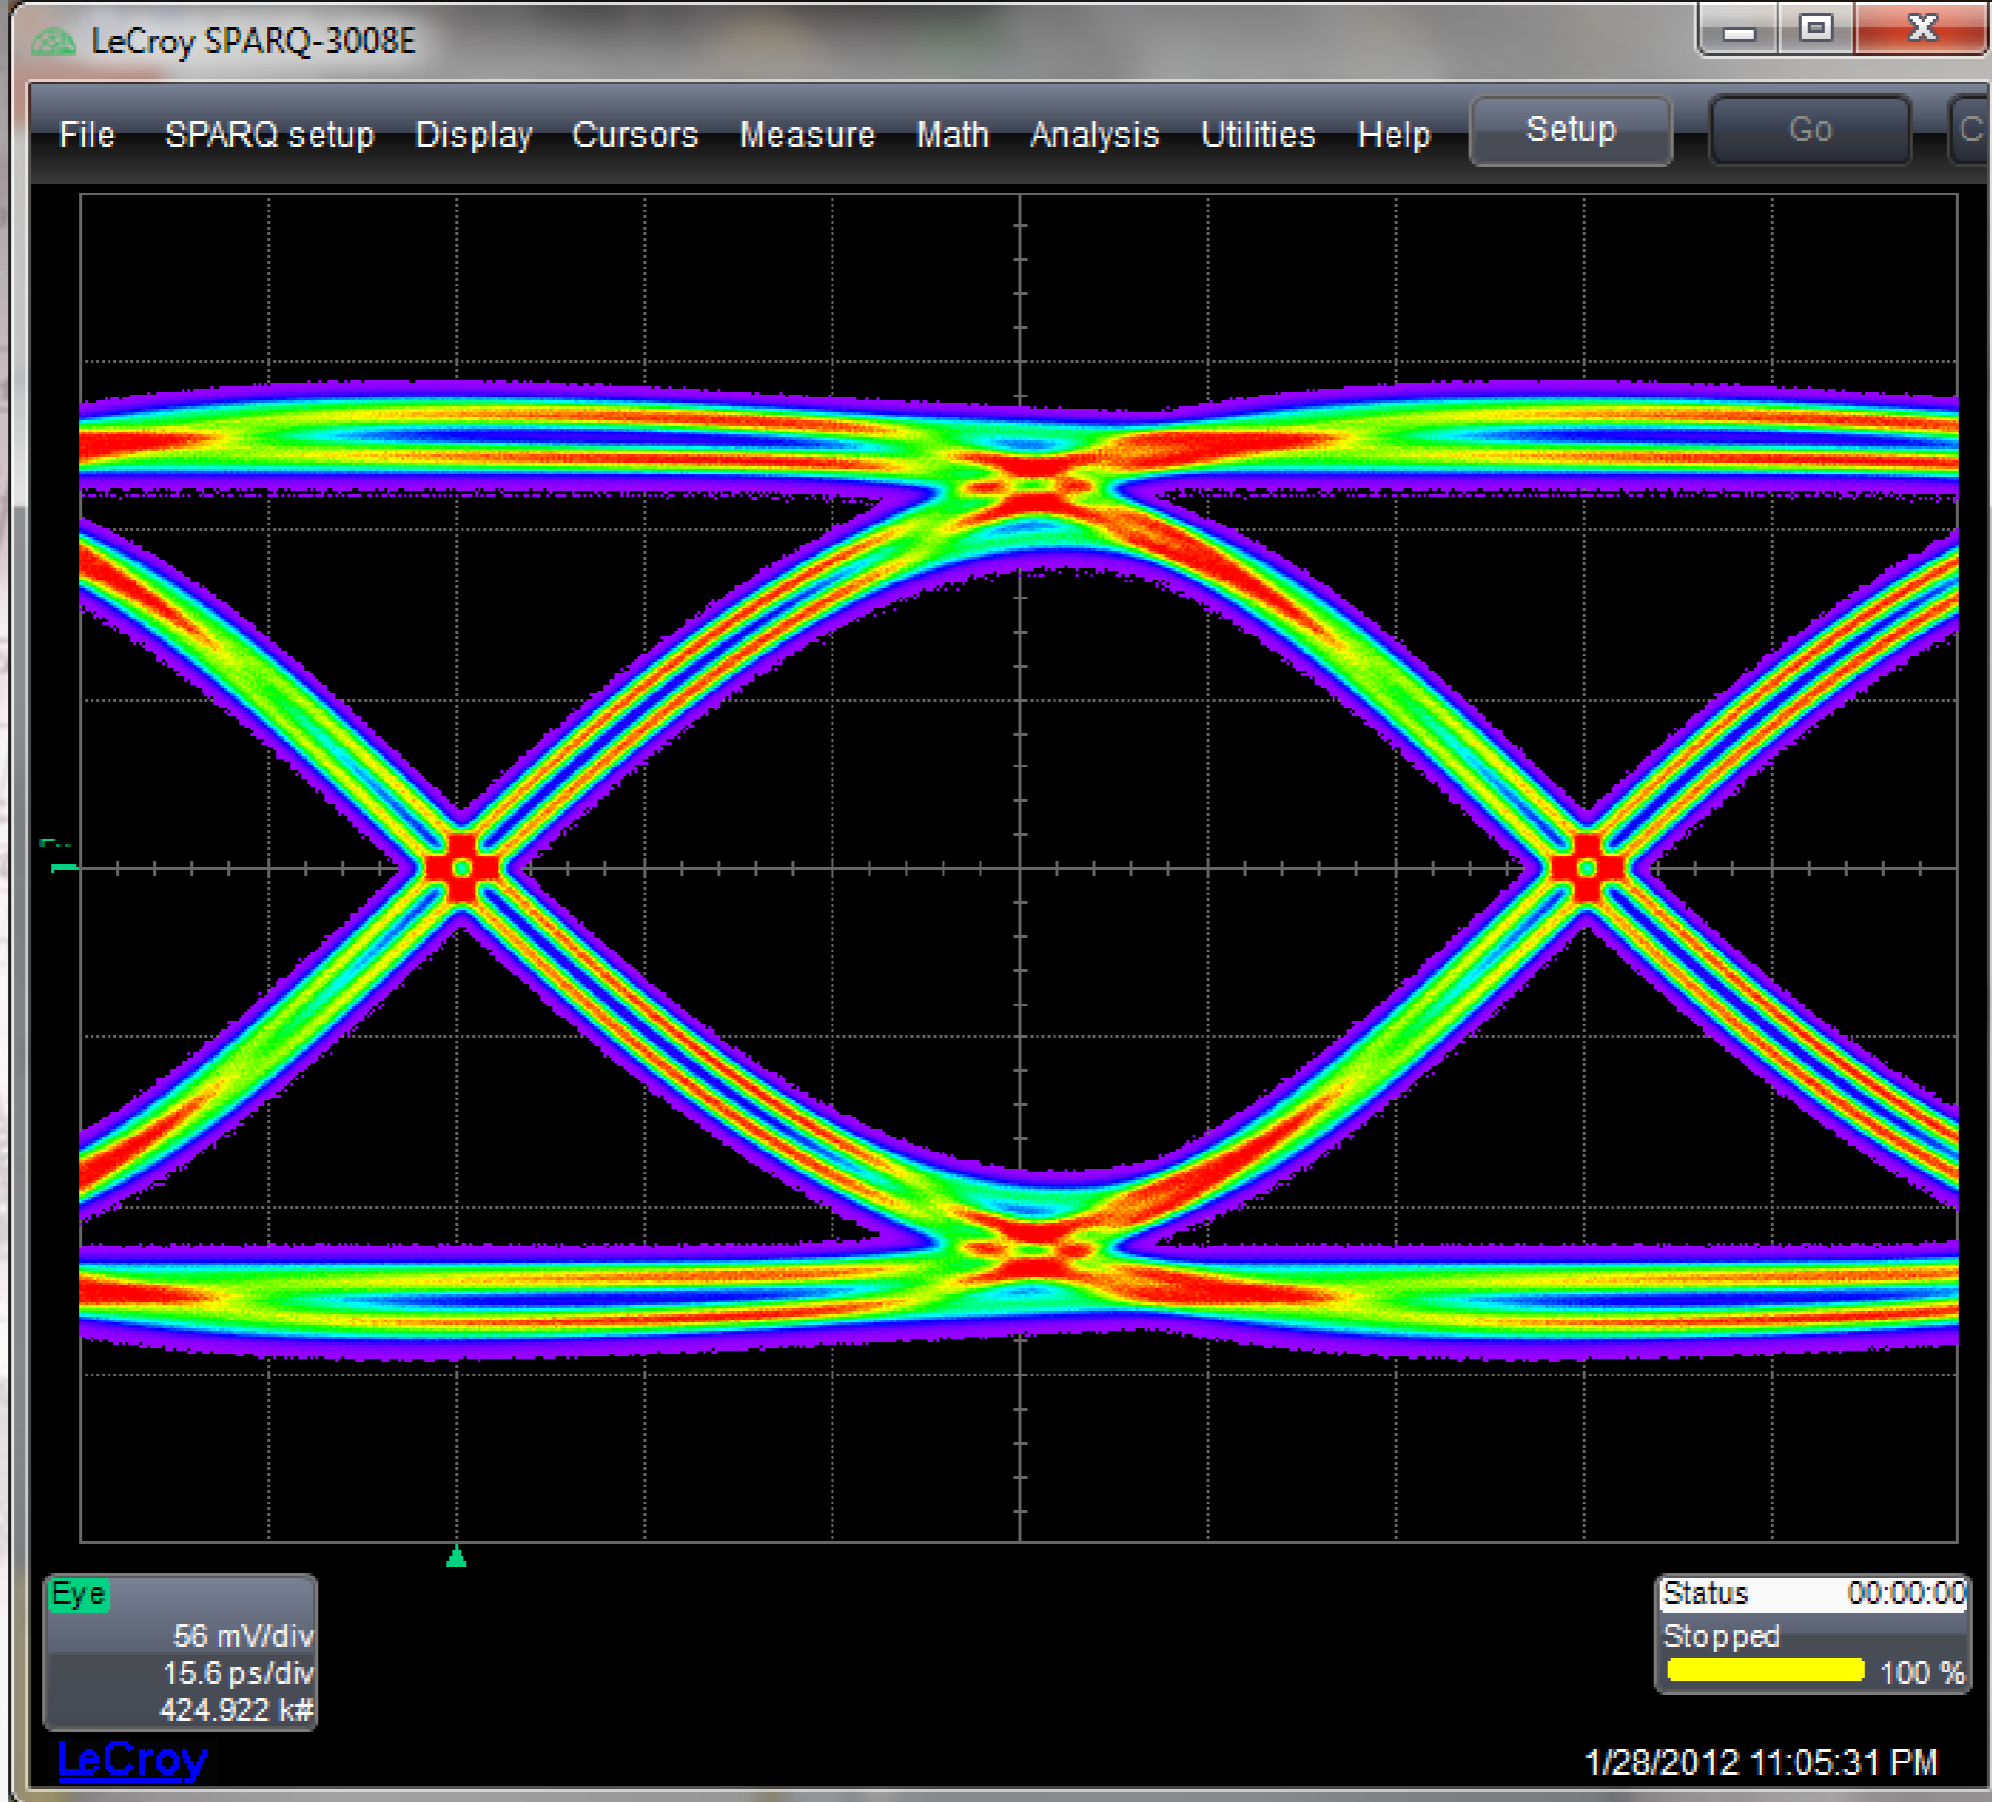 LeCroy SPARQ-3008E
File SPARQ setup Display Cursors Measure Math Analysis Utilities Help Setup Go
Eye
56 mV/div
15.6 ps/div
424.922 k#
Status 00:00:00
Stopped
100 %
LeCroy
1/28/2012 11:05:31 PM